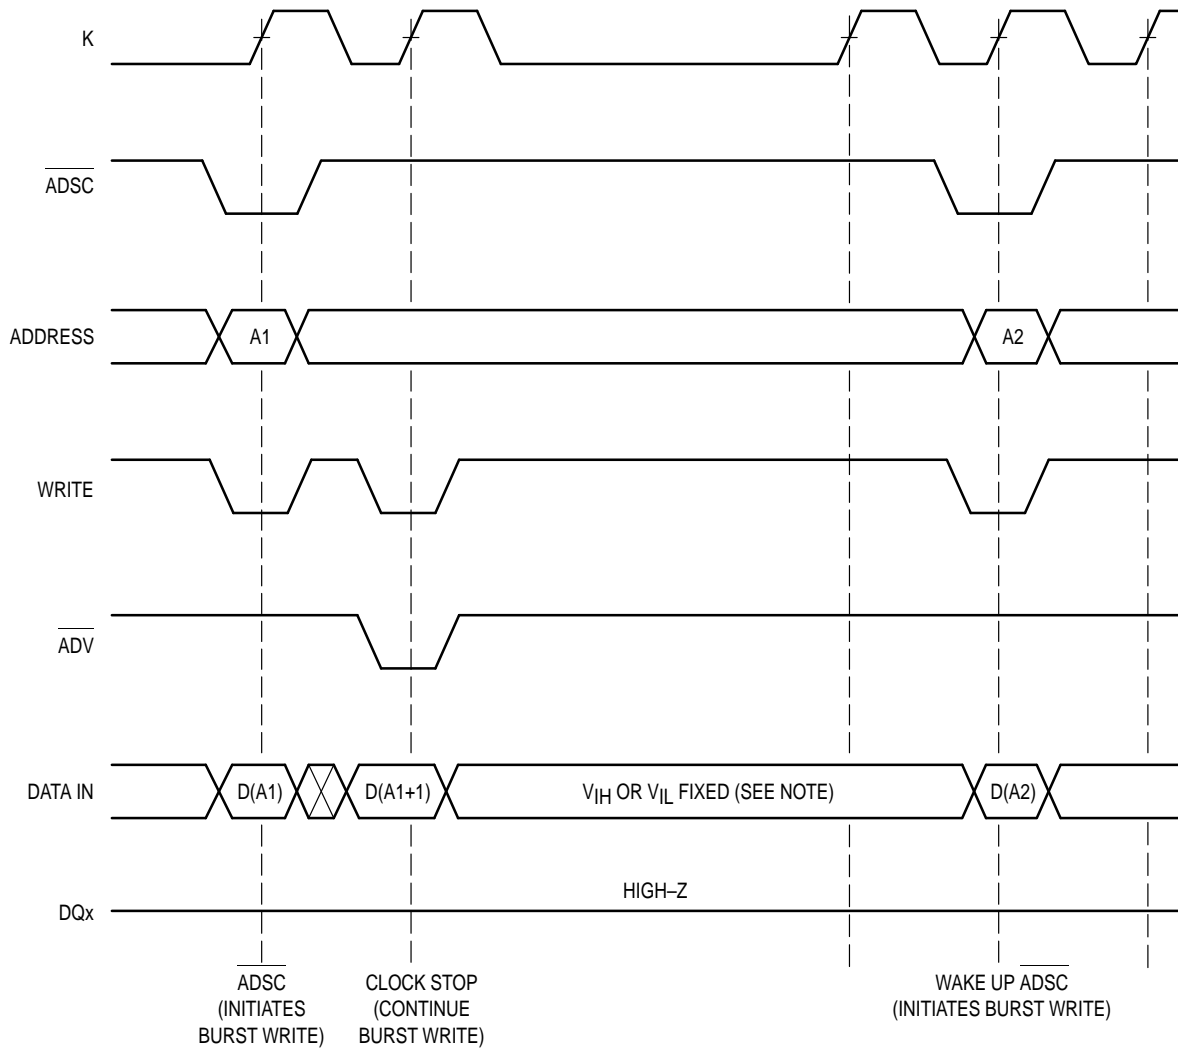 K
ADSC
ADDRESS
A1
A2
WRITE
ADV
DATA IN
D(A1)
D(A1+1)
VIH OR VIL FIXED (SEE NOTE)
D(A2)
HIGH–Z
DQx
ADSC
(INITIATES
BURST WRITE)
CLOCK STOP
(CONTINUE
BURST WRITE)
WAKE UP ADSC
(INITIATES BURST WRITE)